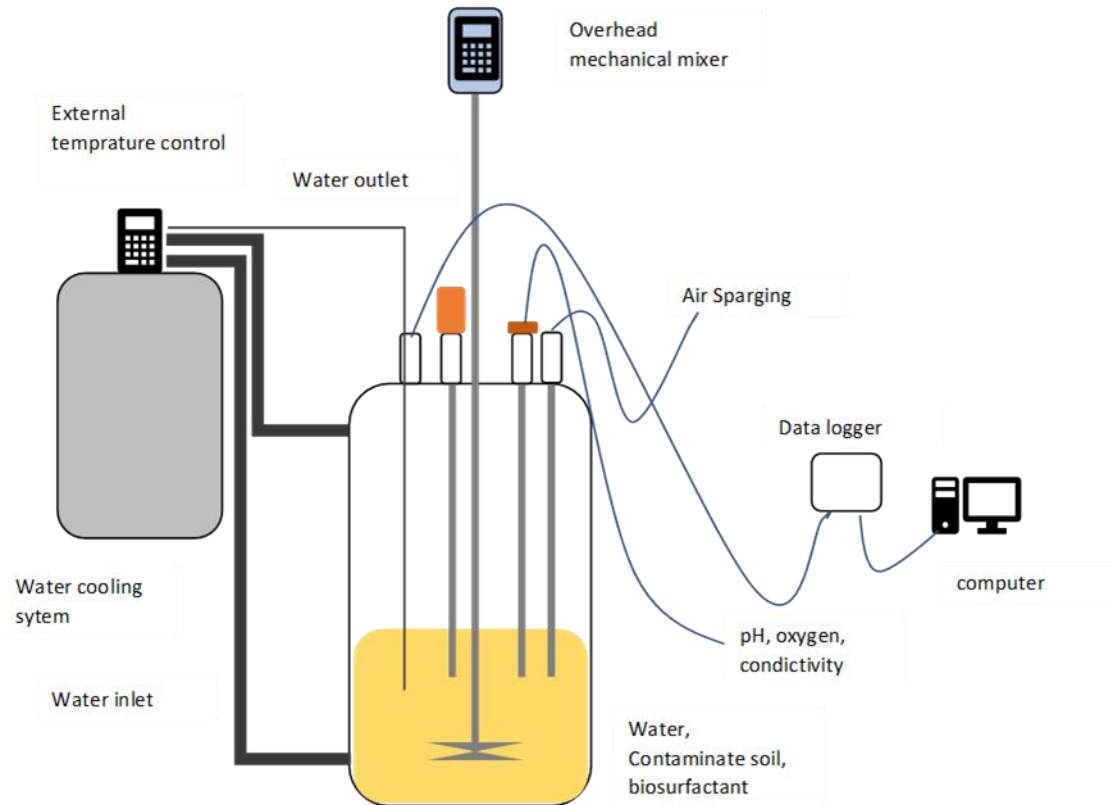 Overhead
mechanical mixer
External
temprature control
Water outlet
Air Sparging
Data logger
computer
Water cooling
sytem
pH, oxygen,
condictivity
Water inlet
Water,
Contaminate soil,
biosurfactant